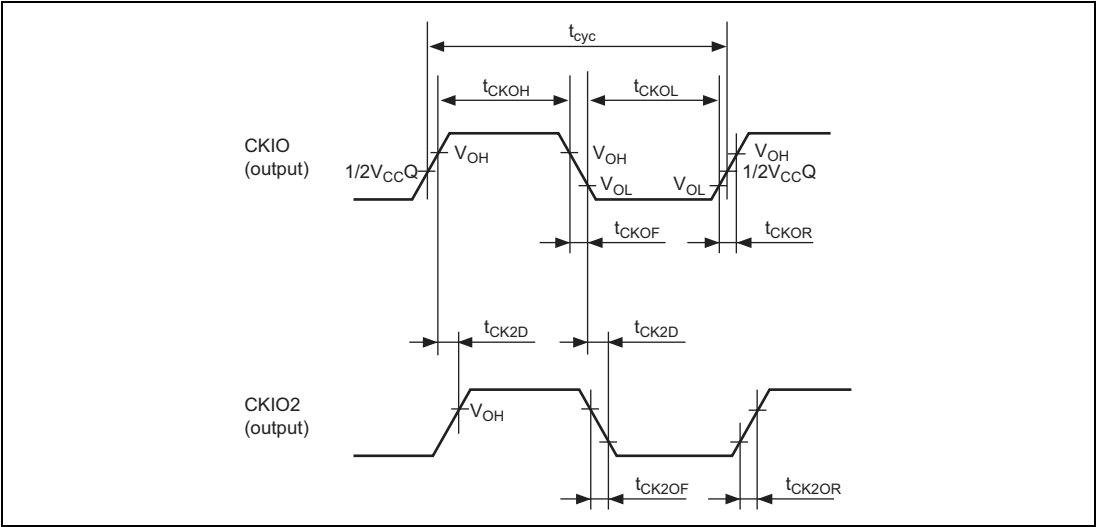 tcyc
tCKOH
tCKOL
CKIO
(output)
1/2VCCQ
VOH
VOH
VOL
VOL
VOH
1/2VCCQ
tCKOF
tCKOR
tCK2D
tCK2D
CKIO2
(output)
VOH
tCK2OF
tCK2OR